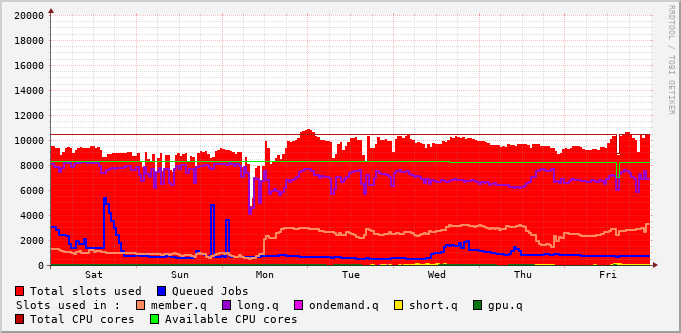 RRDTOOL / TOBI OETIKER
20000
18000
16000
14000
12000
10000
8000
6000
4000
2000
0
Sat Sun Mon Tue Wed Thu Fri
Total slots used Queued Jobs
Slots used in : member.q long.q ondemand.q short.q gpu.q
Total CPU cores Available CPU cores